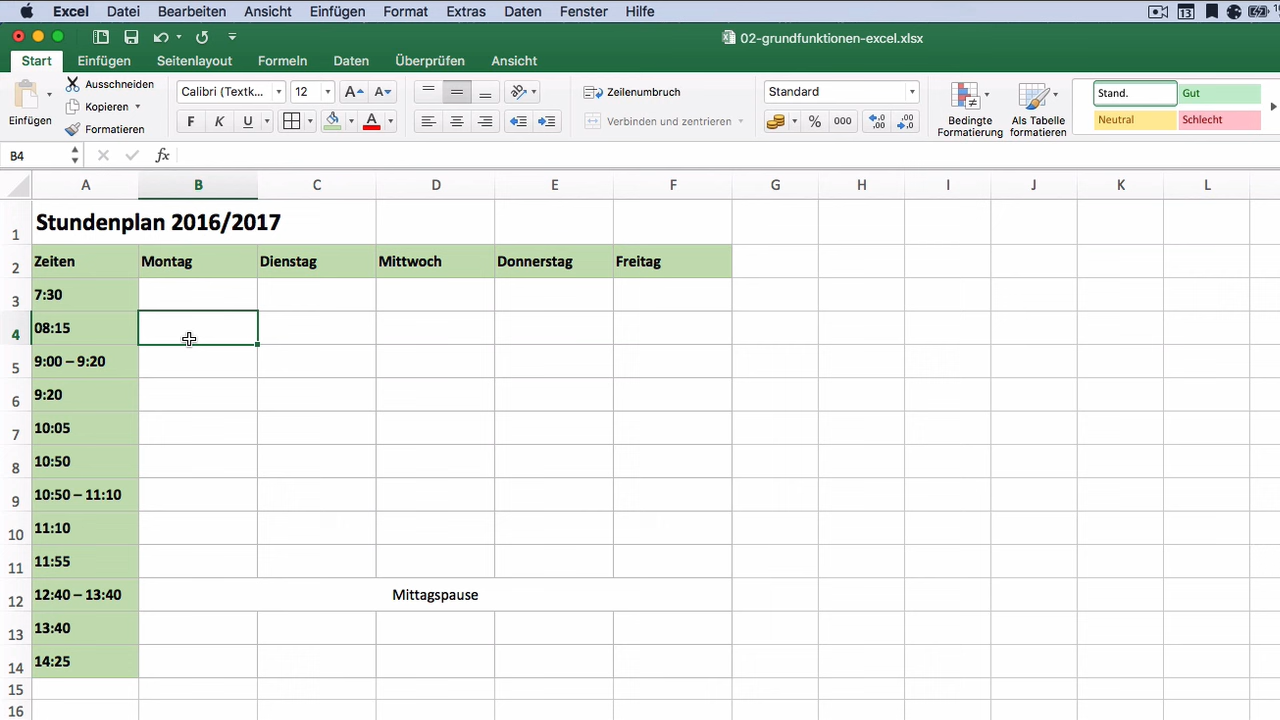 Excel Datei Bearbeiten Ansicht Einfügen Format Extras Daten Fenster Hilfe 13
02-grundfunktionen-excel.xlsx
Start Einfügen Seitenlayout Formeln Daten Überprüfen Ansicht
Einfügen
Ausschneiden
Kopieren
Formatieren
Calibri (Textk... 12 A A
F K U A
Zeilenumbruch
Verbinden und zentrieren
Standard
% 000 ,00 ,0
Bedingte Formatierung
Als Tabelle formatieren
Stand. Gut
Neutral Schlecht
B4 fx
A B C D E F G H I J K L
1 Stundenplan 2016/2017
2 Zeiten Montag Dienstag Mittwoch Donnerstag Freitag
3 7:30
4 08:15
5 9:00 – 9:20
6 9:20
7 10:05
8 10:50
9 10:50 – 11:10
10 11:10
11 11:55
12 12:40 – 13:40 Mittagspause
13 13:40
14 14:25
15
16